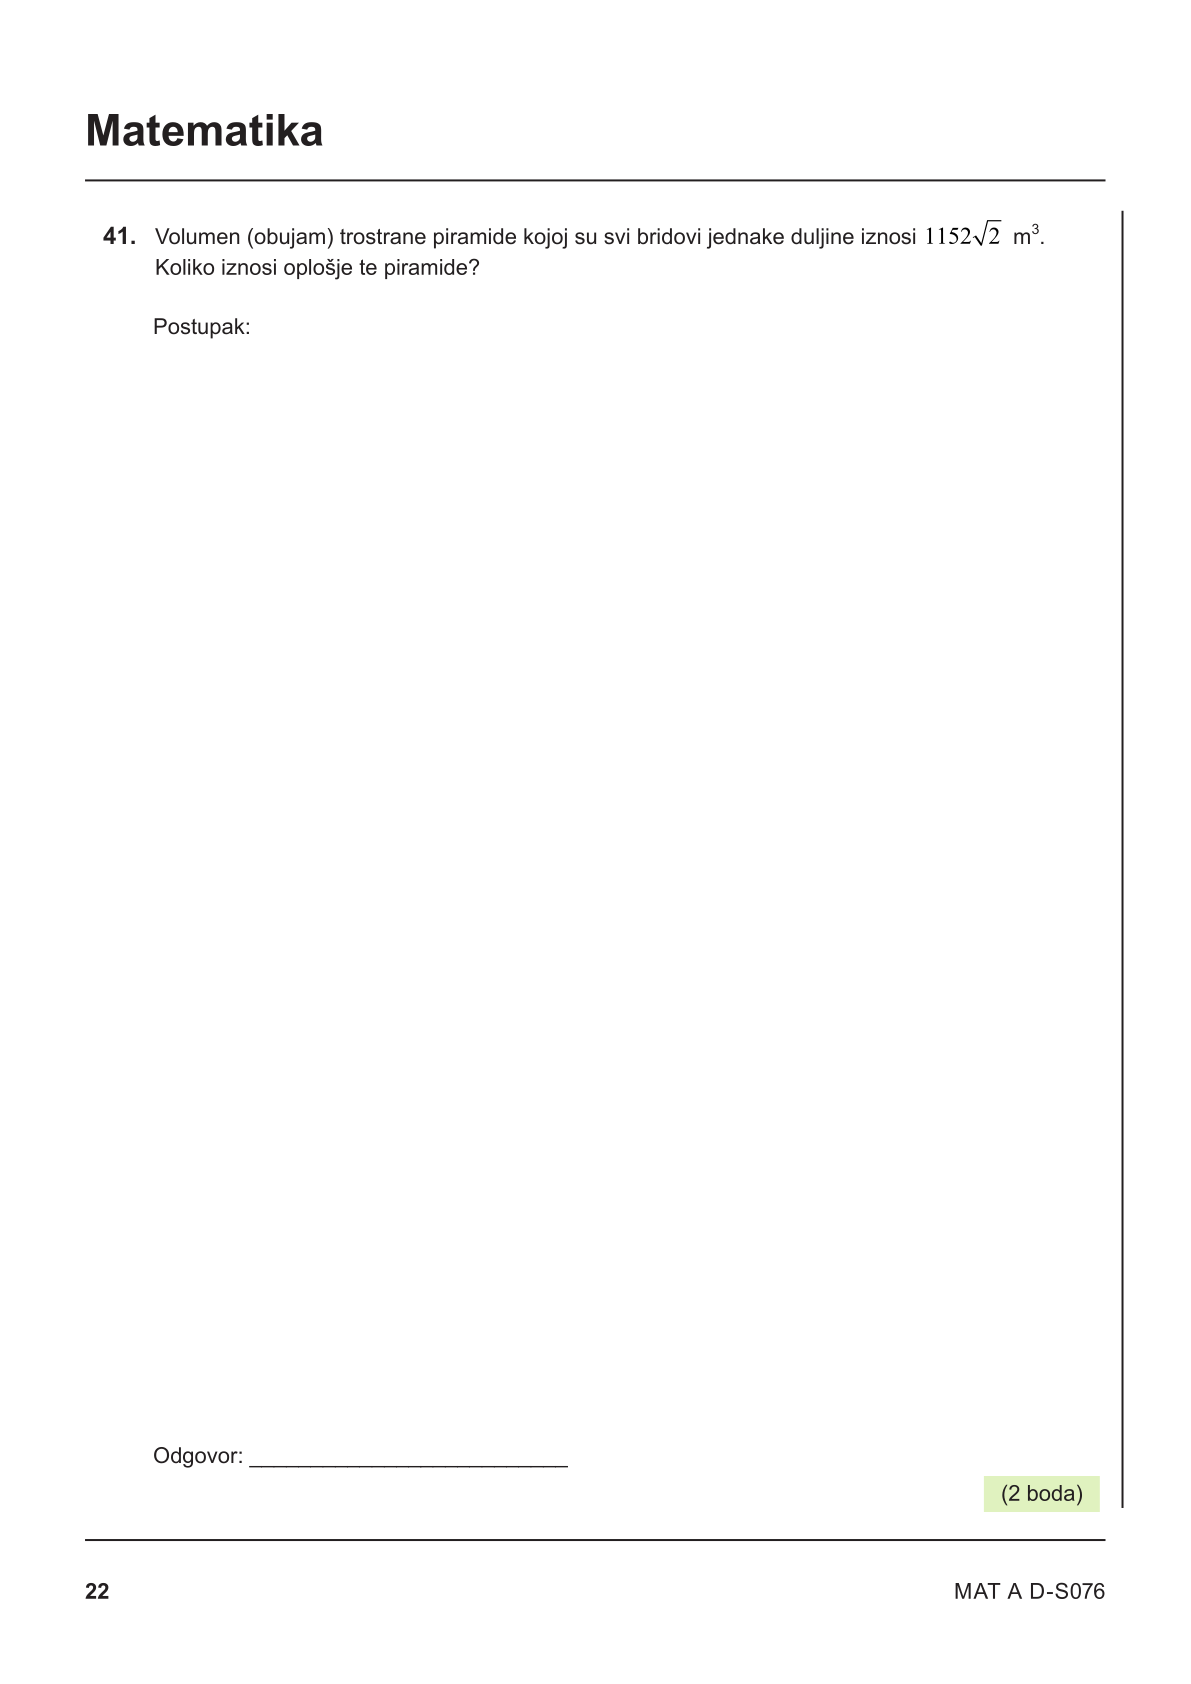 Matematika
41. Volumen (obujam) trostrane piramide kojoj su svi bridovi jednake duljine iznosi 1152√2 m³.
Koliko iznosi oplošje te piramide?
Postupak:
Odgovor: __________________________
(2 boda)
22
MAT A D-S076